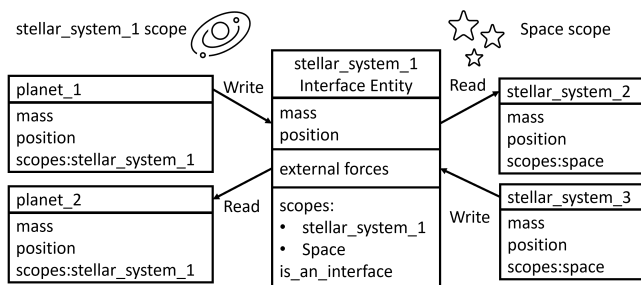 stellar_system_1 scope
Space scope
planet_1
mass
position
scopes:stellar_system_1
Write
stellar_system_1
Interface Entity
mass
position
external forces
scopes:
• stellar_system_1
• Space
is_an_interface
Read
stellar_system_2
mass
position
scopes:space
planet_2
mass
position
scopes:stellar_system_1
Read
Write
stellar_system_3
mass
position
scopes:space